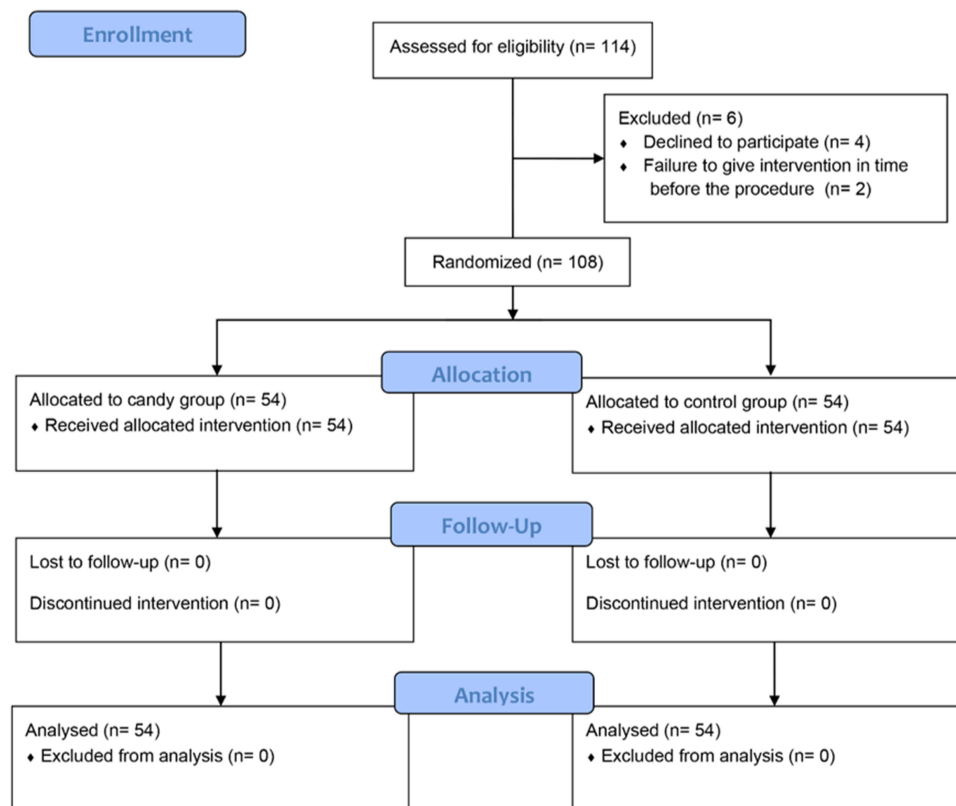 Enrollment
Assessed for eligibility (n= 114)
Excluded (n= 6)
♦ Declined to participate (n= 4)
♦ Failure to give intervention in time
before the procedure (n= 2)
Randomized (n= 108)
Allocation
Allocated to candy group (n= 54)
♦ Received allocated intervention (n= 54)
Allocated to control group (n= 54)
♦ Received allocated intervention (n= 54)
Follow-Up
Lost to follow-up (n= 0)
Discontinued intervention (n= 0)
Lost to follow-up (n= 0)
Discontinued intervention (n= 0)
Analysis
Analysed (n= 54)
♦ Excluded from analysis (n= 0)
Analysed (n= 54)
♦ Excluded from analysis (n= 0)